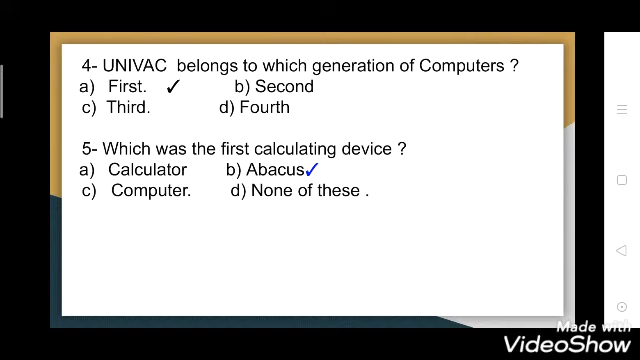 4- UNIVAC belongs to which generation of Computers ?
a) First. ✓ b) Second
c) Third. d) Fourth
5- Which was the first calculating device ?
a) Calculator b) Abacus✓
c) Computer. d) None of these .
Made with
VideoShow